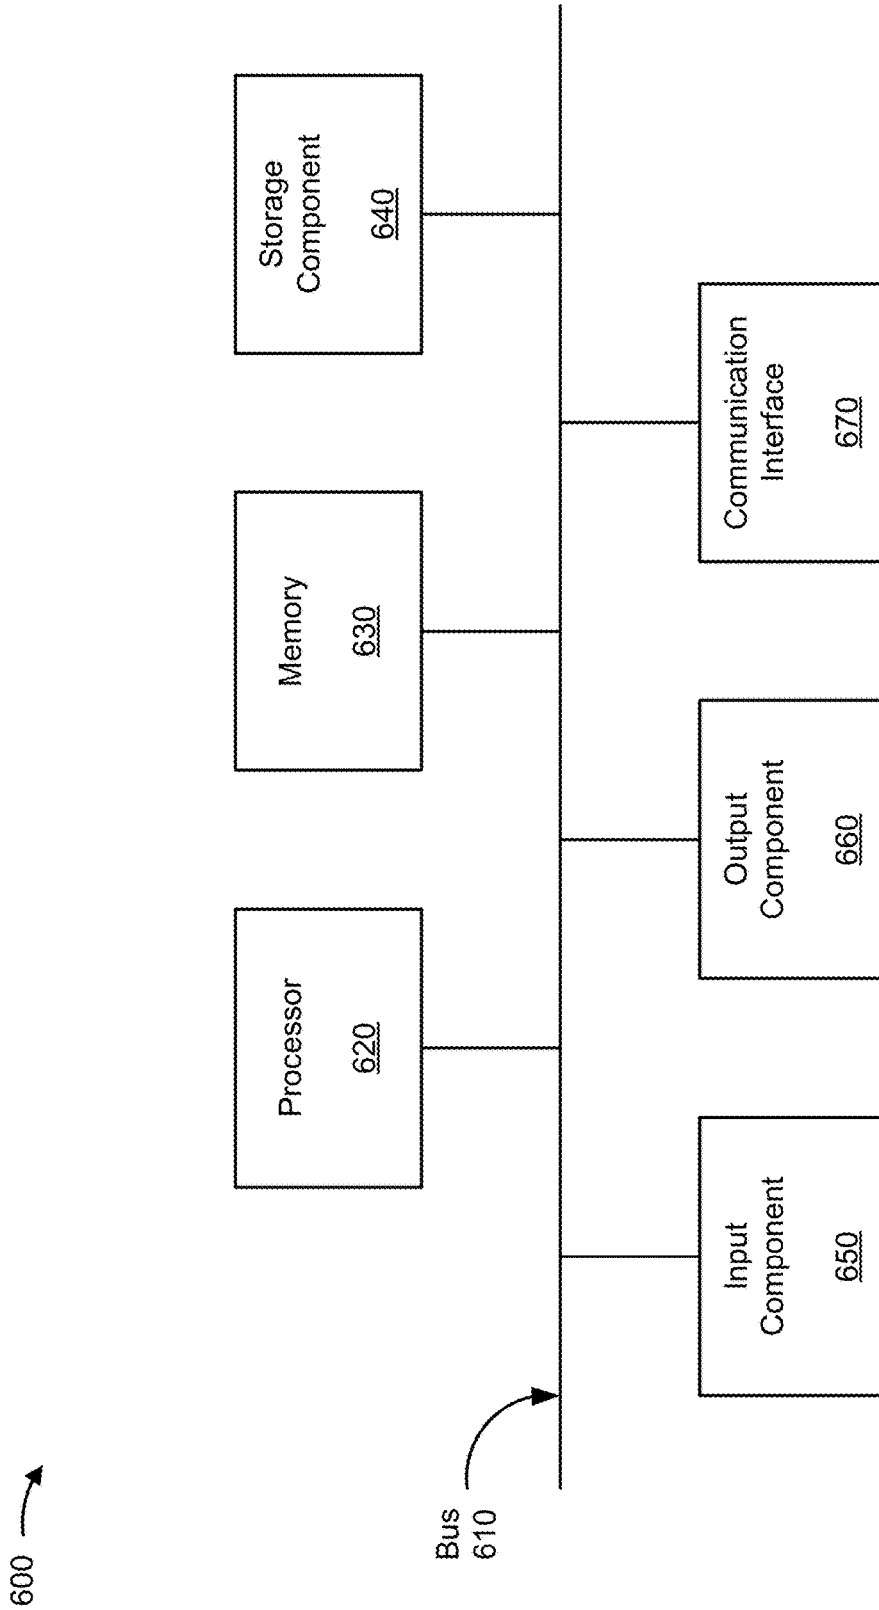 600
Bus
610
Processor
620
Memory
630
Storage
Component
640
Input
Component
650
Output
Component
660
Communication
Interface
670